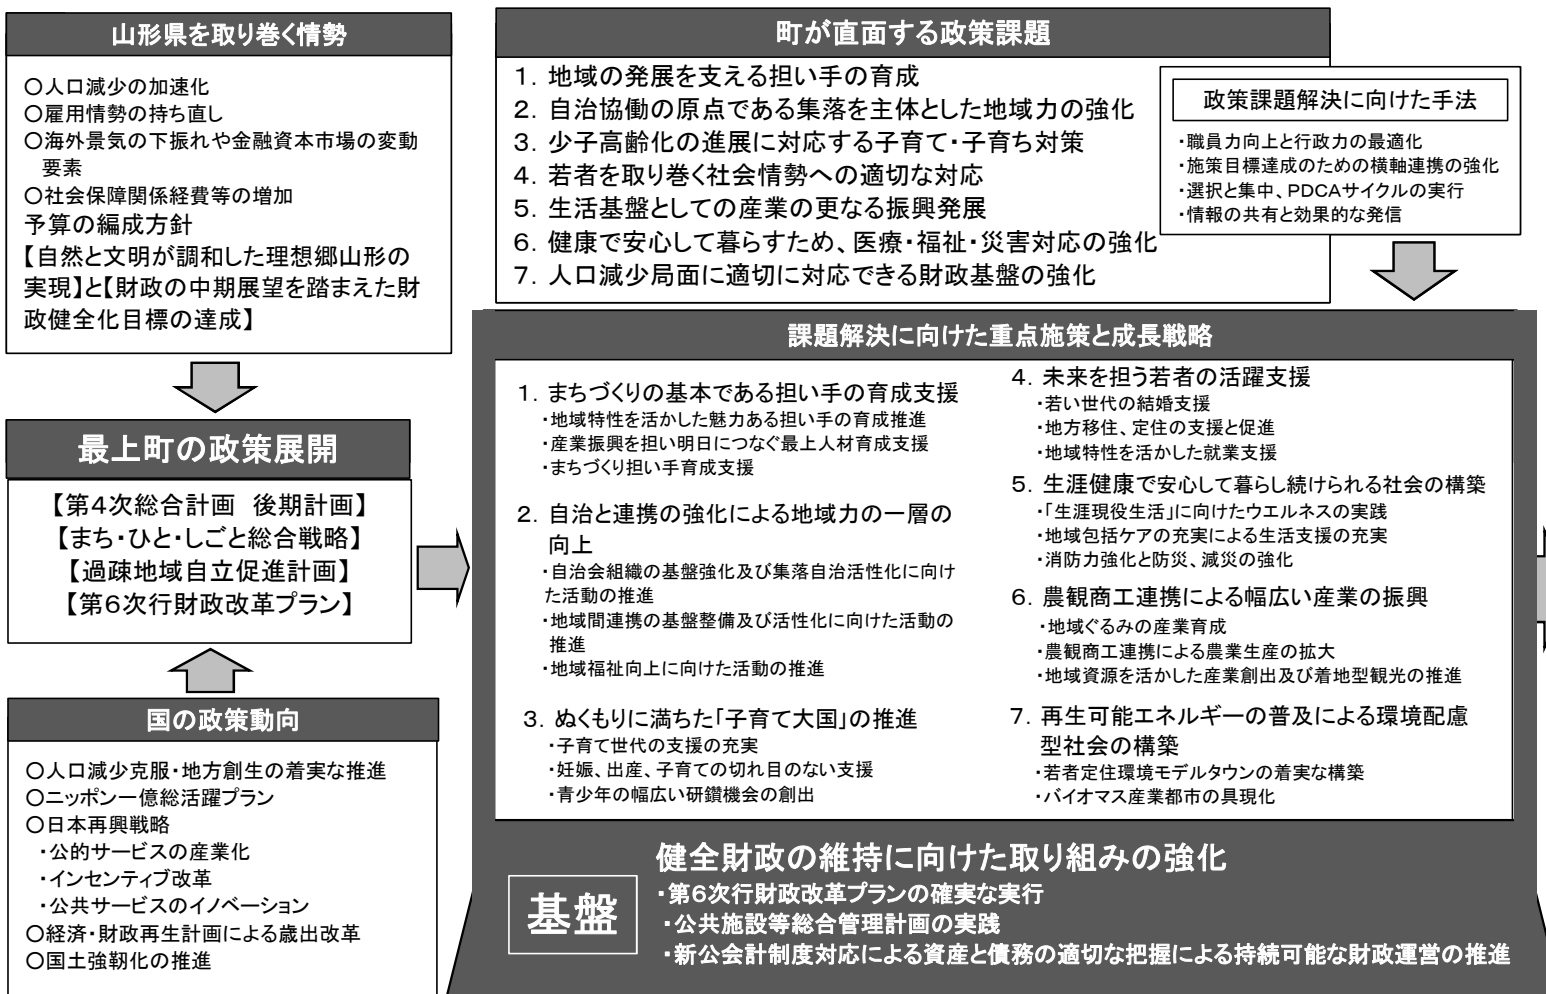 山形県を取り巻く情勢
〇人口減少の加速化
〇雇用情勢の持ち直し
〇海外景気の下振れや金融資本市場の変動
要素
〇社会保障関係経費等の増加
予算の編成方針
【自然と文明が調和した理想郷山形の
実現】と【財政の中期展望を踏まえた財
政健全化目標の達成】
最上町の政策展開
【第４次総合計画　後期計画】
【まち・ひと・しごと総合戦略】
【過疎地域自立促進計画】
【第６次行財政改革プラン】
国の政策動向
〇人口減少克服・地方創生の着実な推進
〇ニッポン一億総活躍プラン
〇日本再興戦略
・公的サービスの産業化
・インセンティブ改革
・公共サービスのイノベーション
〇経済・財政再生計画による歳出改革
〇国土強靭化の推進
町が直面する政策課題
１．地域の発展を支える担い手の育成
２．自治協働の原点である集落を主体とした地域力の強化
３．少子高齢化の進展に対応する子育て・子育ち対策
４．若者を取り巻く社会情勢への適切な対応
５．生活基盤としての産業の更なる振興発展
６．健康で安心して暮らすため、医療・福祉・災害対応の強化
７．人口減少局面に適切に対応できる財政基盤の強化
政策課題解決に向けた手法
・職員力向上と行政力の最適化
・施策目標達成のための横軸連携の強化
・選択と集中、ＰＤＣＡサイクルの実行
・情報の共有と効果的な発信
課題解決に向けた重点施策と成長戦略
１．まちづくりの基本である担い手の育成支援
・地域特性を活かした魅力ある担い手の育成推進
・産業振興を担い明日につなぐ最上人材育成支援
・まちづくり担い手育成支援
２．自治と連携の強化による地域力の一層の
向上
・自治会組織の基盤強化及び集落自治活性化に向け
た活動の推進
・地域間連携の基盤整備及び活性化に向けた活動の
推進
・地域福祉向上に向けた活動の推進
３．ぬくもりに満ちた「子育て大国」の推進
・子育て世代の支援の充実
・妊娠、出産、子育ての切れ目のない支援
・青少年の幅広い研鑽機会の創出
４．未来を担う若者の活躍支援
・若い世代の結婚支援
・地方移住、定住の支援と促進
・地域特性を活かした就業支援
５．生涯健康で安心して暮らし続けられる社会の構築
・「生涯現役生活」に向けたウエルネスの実践
・地域包括ケアの充実による生活支援の充実
・消防力強化と防災、減災の強化
６．農観商工連携による幅広い産業の振興
・地域ぐるみの産業育成
・農観商工連携による農業生産の拡大
・地域資源を活かした産業創出及び着地型観光の推進
７．再生可能エネルギーの普及による環境配慮
型社会の構築
・若者定住環境モデルタウンの着実な構築
・バイオマス産業都市の具現化
基盤
健全財政の維持に向けた取り組みの強化
・第６次行財政改革プランの確実な実行
・公共施設等総合管理計画の実践
・新公会計制度対応による資産と債務の適切な把握による持続可能な財政運営の推進